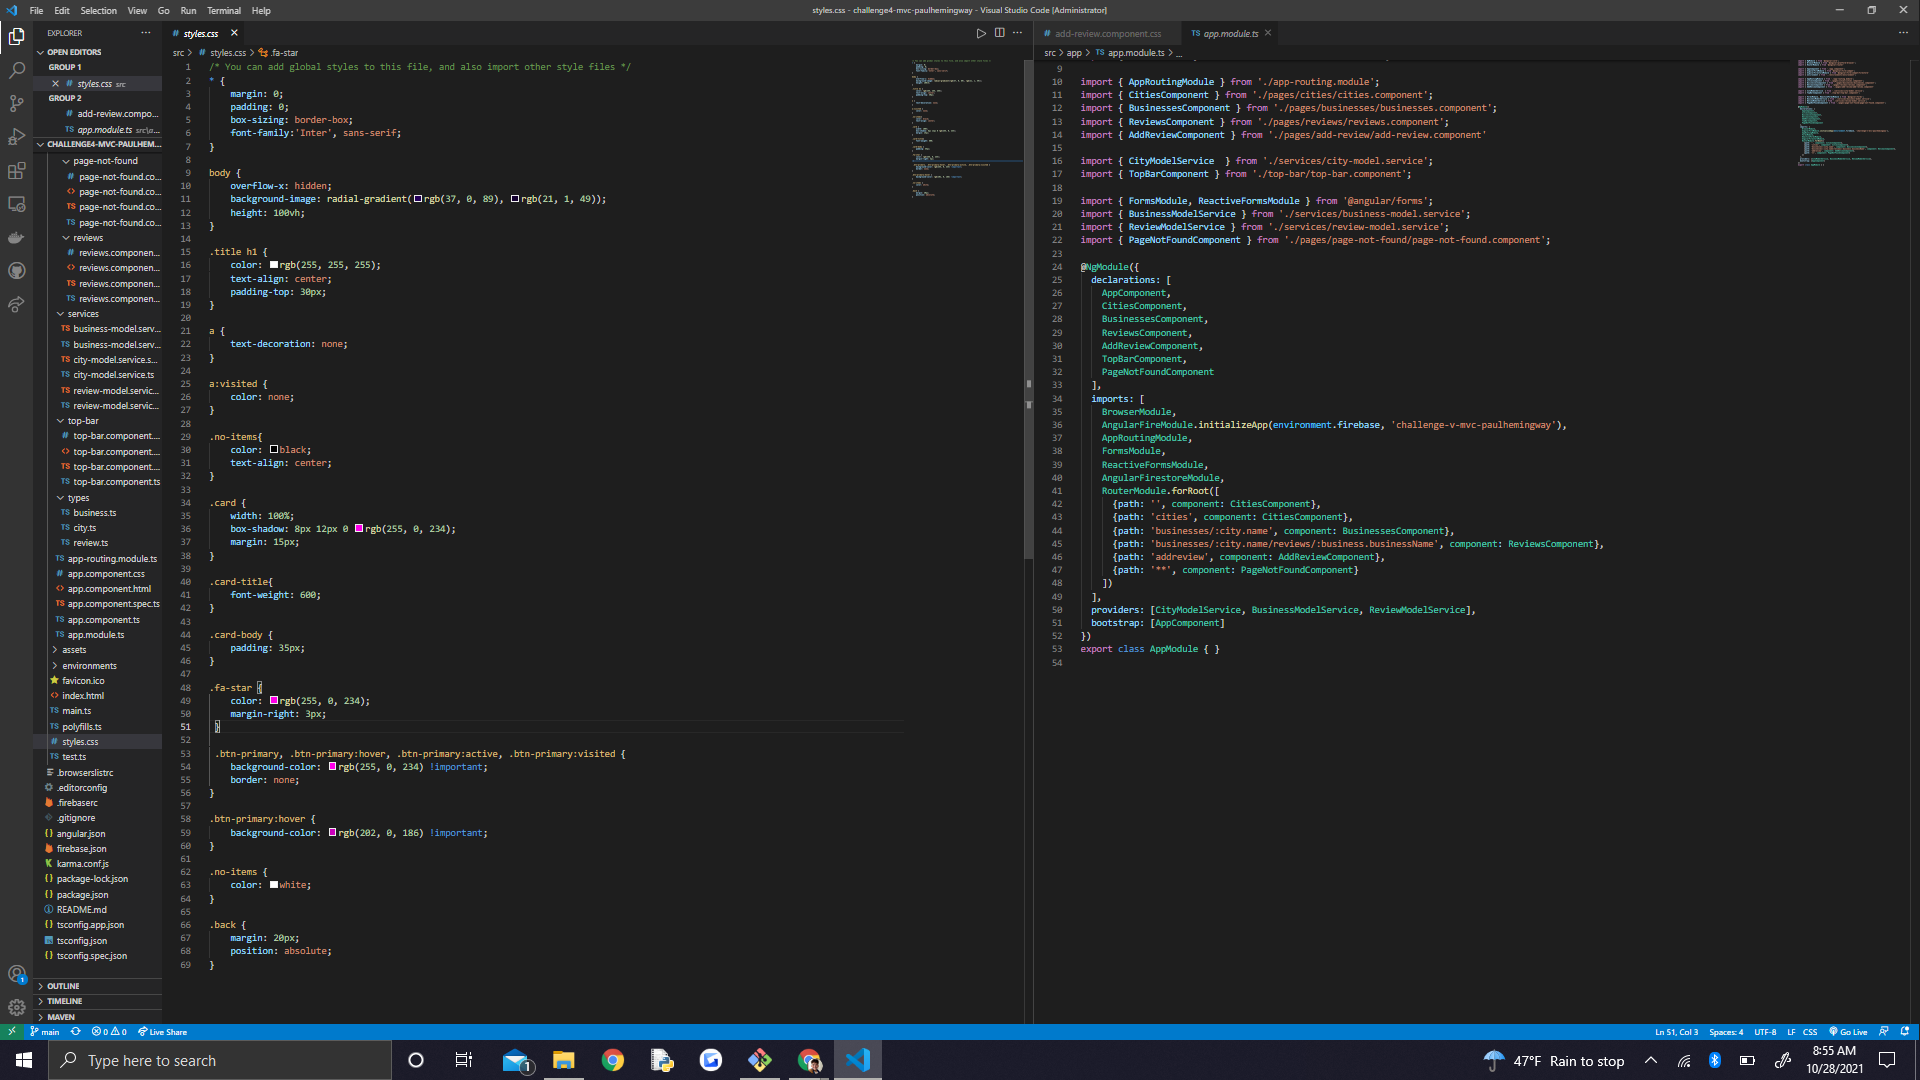 File Edit Selection View Go Run Terminal Help
styles.css - challenge4-mvc-paulhemingway - Visual Studio Code [Administrator]
EXPLORER
OPEN EDITORS
GROUP 1
styles.css src
GROUP 2
add-review.compo...
app.module.ts src\a...
CHALLENGE4-MVC-PAULHEM...
page-not-found
page-not-found.co...
page-not-found.co...
page-not-found.co...
page-not-found.co...
reviews
reviews.componen...
reviews.componen...
reviews.componen...
reviews.componen...
services
business-model.serv...
business-model.serv...
city-model.service.s...
city-model.service.ts
review-model.servic...
review-model.servic...
top-bar
top-bar.component....
top-bar.component....
top-bar.component....
top-bar.component.ts
types
business.ts
city.ts
review.ts
app-routing.module.ts
app.component.css
app.component.html
app.component.spec.ts
app.component.ts
app.module.ts
assets
environments
favicon.ico
index.html
main.ts
polyfills.ts
styles.css
test.ts
.browserslistrc
.editorconfig
.firebaserc
.gitignore
angular.json
firebase.json
karma.conf.js
package-lock.json
package.json
README.md
tsconfig.app.json
tsconfig.json
tsconfig.spec.json
OUTLINE
TIMELINE
MAVEN
styles.css
src > styles.css > .fa-star
1 /* You can add global styles to this file, and also import other style files */
2 * {
3 margin: 0;
4 padding: 0;
5 box-sizing: border-box;
6 font-family:'Inter', sans-serif;
7 }
8
9 body {
10 overflow-x: hidden;
11 background-image: radial-gradient(rgb(37, 0, 89), rgb(21, 1, 49));
12 height: 100vh;
13 }
14
15 .title h1 {
16 color: rgb(255, 255, 255);
17 text-align: center;
18 padding-top: 30px;
19 }
20
21 a {
22 text-decoration: none;
23 }
24
25 a:visited {
26 color: none;
27 }
28
29 .no-items{
30 color: black;
31 text-align: center;
32 }
33
34 .card {
35 width: 100%;
36 box-shadow: 8px 12px 0 rgb(255, 0, 234);
37 margin: 15px;
38 }
39
40 .card-title{
41 font-weight: 600;
42 }
43
44 .card-body {
45 padding: 35px;
46 }
47
48 .fa-star {
49 color: rgb(255, 0, 234);
50 margin-right: 3px;
51 }
52
53 .btn-primary, .btn-primary:hover, .btn-primary:active, .btn-primary:visited {
54 background-color: rgb(255, 0, 234) !important;
55 border: none;
56 }
57
58 .btn-primary:hover {
59 background-color: rgb(202, 0, 186) !important;
60 }
61
62 .no-items {
63 color: white;
64 }
65
66 .back {
67 margin: 20px;
68 position: absolute;
69 }
add-review.component.css
app.module.ts
src > app > app.module.ts > ...
9
10 import { AppRoutingModule } from './app-routing.module';
11 import { CitiesComponent } from './pages/cities/cities.component';
12 import { BusinessesComponent } from './pages/businesses/businesses.component';
13 import { ReviewsComponent } from './pages/reviews/reviews.component';
14 import { AddReviewComponent } from './pages/add-review/add-review.component'
15
16 import { CityModelService } from './services/city-model.service';
17 import { TopBarComponent } from './top-bar/top-bar.component';
18
19 import { FormsModule, ReactiveFormsModule } from '@angular/forms';
20 import { BusinessModelService } from './services/business-model.service';
21 import { ReviewModelService } from './services/review-model.service';
22 import { PageNotFoundComponent } from './pages/page-not-found/page-not-found.component';
23
24 @NgModule({
25 declarations: [
26 AppComponent,
27 CitiesComponent,
28 BusinessesComponent,
29 ReviewsComponent,
30 AddReviewComponent,
31 TopBarComponent,
32 PageNotFoundComponent
33 ],
34 imports: [
35 BrowserModule,
36 AngularFireModule.initializeApp(environment.firebase, 'challenge-v-mvc-paulhemingway'),
37 AppRoutingModule,
38 FormsModule,
39 ReactiveFormsModule,
40 AngularFirestoreModule,
41 RouterModule.forRoot([
42 {path: '', component: CitiesComponent},
43 {path: 'cities', component: CitiesComponent},
44 {path: 'businesses/:city.name', component: BusinessesComponent},
45 {path: 'businesses/:city.name/reviews/:business.businessName', component: ReviewsComponent},
46 {path: 'addreview', component: AddReviewComponent},
47 {path: '**', component: PageNotFoundComponent}
48 ])
49 ],
50 providers: [CityModelService, BusinessModelService, ReviewModelService],
51 bootstrap: [AppComponent]
52 })
53 export class AppModule { }
54
main 0 0 Live Share
Ln 51, Col 3 Spaces: 4 UTF-8 LF CSS Go Live
Type here to search
1
47°F Rain to stop
8:55 AM
10/28/2021